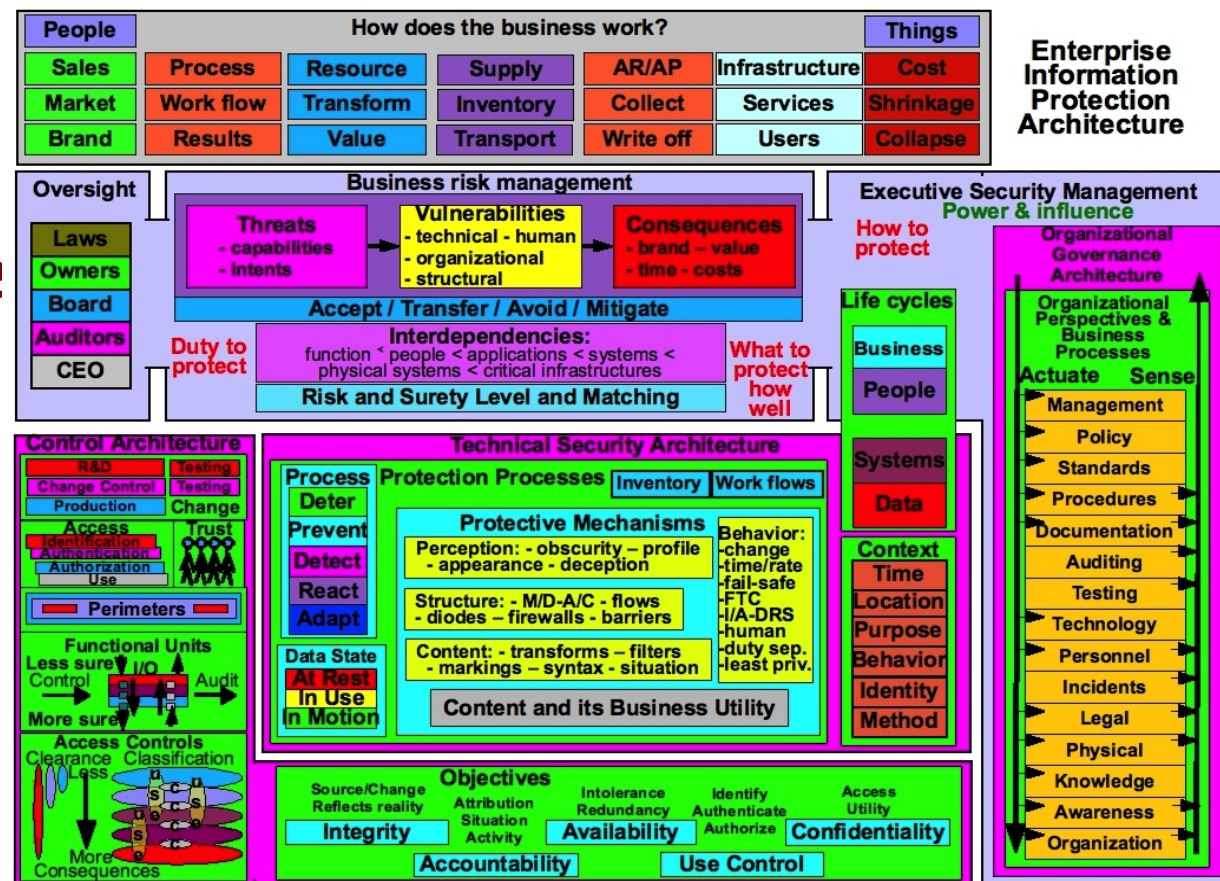 People
How does the business work?
Things
Sales
Process
Resource
Supply
AR/AP
Infrastructure
Cost
Market
Work flow
Transform
Inventory
Collect
Services
Shrinkage
Brand
Results
Value
Transport
Write off
Users
Collapse
Enterprise
Information
Protection
Architecture
Oversight
Laws
Owners
Board
Auditors
CEO
Business risk management
Threats
- capabilities
- intents
Vulnerabilities
- technical - human
- organizational
- structural
Consequences
- brand – value
- time - costs
Accept / Transfer / Avoid / Mitigate
Interdependencies:
function < people < applications < systems <
physical systems < critical infrastructures
Risk and Surety Level and Matching
Duty to
protect
What to
protect
how
well
How to
protect
Executive Security Management
Power & influence
Organizational
Governance
Architecture
Organizational
Perspectives &
Business
Processes
Actuate Sense
Management
Policy
Standards
Procedures
Documentation
Auditing
Testing
Technology
Personnel
Incidents
Legal
Physical
Knowledge
Awareness
Organization
Life cycles
Business
People
Systems
Data
Context
Time
Location
Purpose
Behavior
Identity
Method
Control Architecture
R&D
Testing
Change Control
Testing
Production
Change
Access
Identification
Authentication
Authorization
Use
Trust
Perimeters
Functional Units
Less sure
I/O
Control
Audit
More sure
Access Controls
Clearance Classification
Less
More
Consequences
Technical Security Architecture
Process
Deter
Prevent
Detect
React
Adapt
Data State
At Rest
In Use
In Motion
Protection Processes
Inventory
Work flows
Protective Mechanisms
Perception: - obscurity – profile
- appearance - deception
Structure: - M/D-A/C - flows
- diodes – firewalls - barriers
Content: - transforms – filters
- markings – syntax - situation
Behavior:
-change
-time/rate
-fail-safe
-FTC
-I/A-DRS
-human
-duty sep.
-least priv.
Content and its Business Utility
Objectives
Source/Change
Reflects reality
Integrity
Attribution
Situation
Activity
Accountability
Intolerance
Redundancy
Availability
Identify
Authenticate
Authorize
Use Control
Access
Utility
Confidentiality